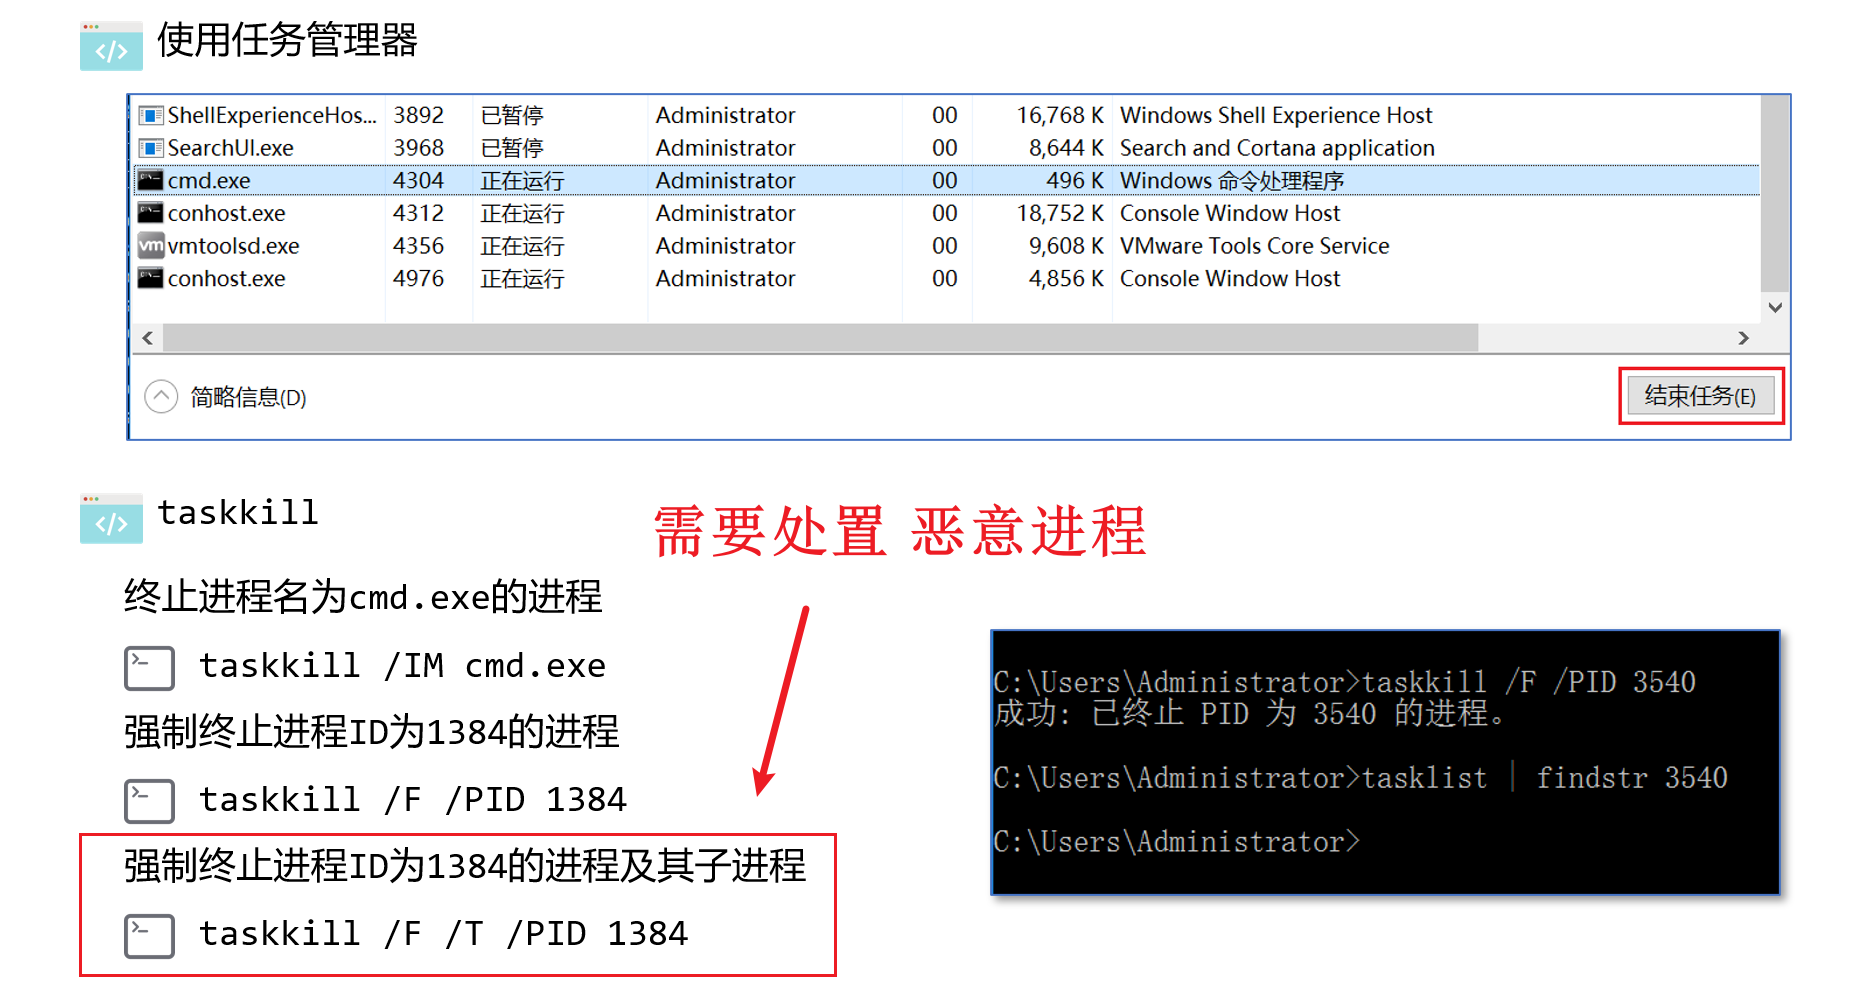 使用任务管理器
ShellExperienceHos... 3892 已暂停 Administrator 00 16,768 K Windows Shell Experience Host
SearchUI.exe 3968 已暂停 Administrator 00 8,644 K Search and Cortana application
cmd.exe 4304 正在运行 Administrator 00 496 K Windows 命令处理程序
conhost.exe 4312 正在运行 Administrator 00 18,752 K Console Window Host
vmtoolsd.exe 4356 正在运行 Administrator 00 9,608 K VMware Tools Core Service
conhost.exe 4976 正在运行 Administrator 00 4,856 K Console Window Host
简略信息(D)
结束任务(E)
taskkill
需要处置 恶意进程
终止进程名为cmd.exe的进程
taskkill /IM cmd.exe
强制终止进程ID为1384的进程
taskkill /F /PID 1384
强制终止进程ID为1384的进程及其子进程
taskkill /F /T /PID 1384
C:\Users\Administrator>taskkill /F /PID 3540
成功: 已终止 PID 为 3540 的进程。
C:\Users\Administrator>tasklist | findstr 3540
C:\Users\Administrator>